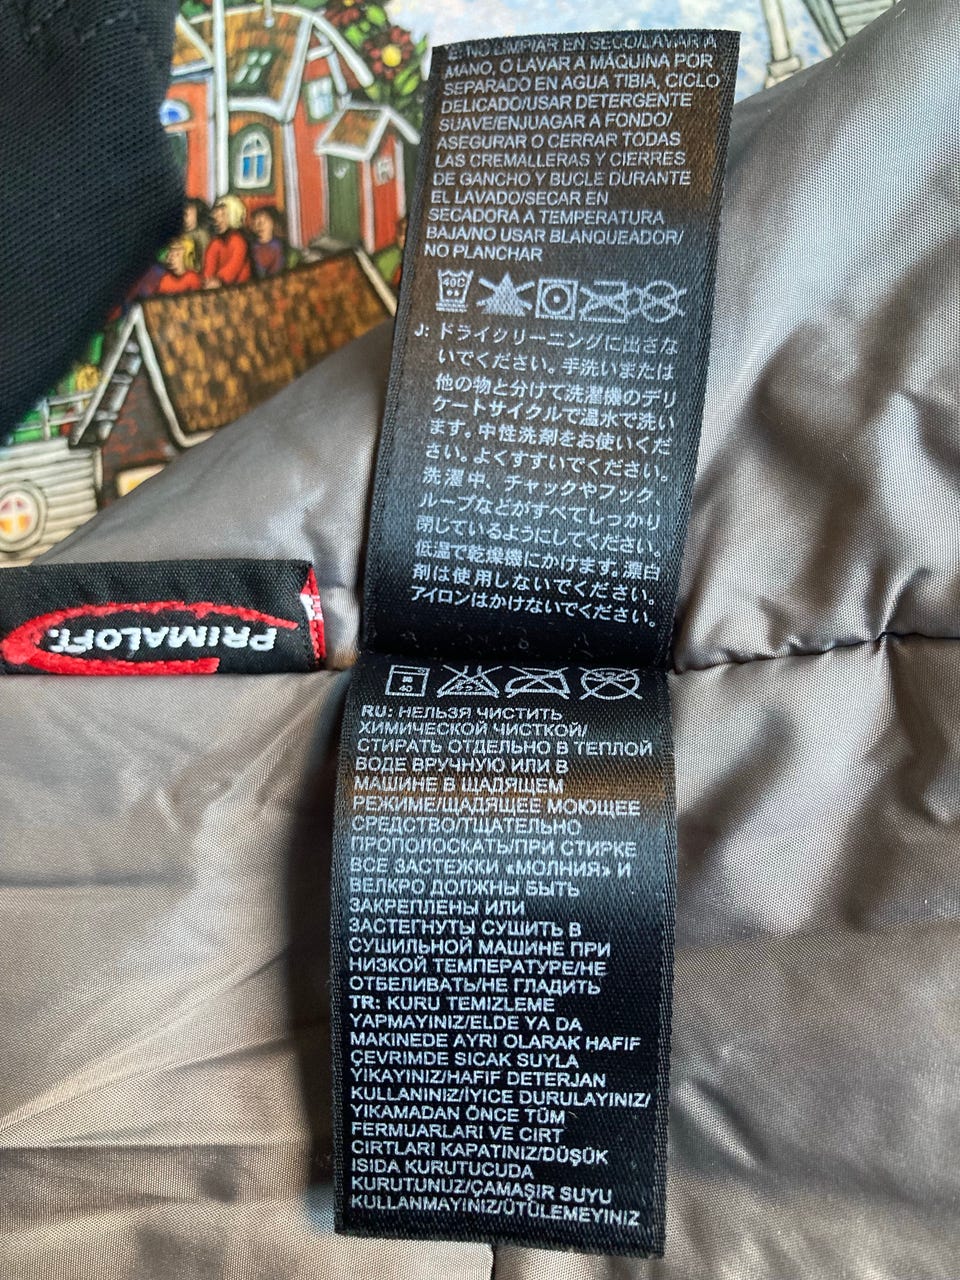 E: NO LIMPIAR EN SECO/LAVAR A
MANO, O LAVAR A MÁQUINA POR
SEPARADO EN AGUA TIBIA, CICLO
DELICADO/USAR DETERGENTE
SUAVE/ENJUAGAR A FONDO/
ASEGURAR O CERRAR TODAS
LAS CREMALLERAS Y CIERRES
DE GANCHO Y BUCLE DURANTE
EL LAVADO/SECAR EN
SECADORA A TEMPERATURA
BAJA/NO USAR BLANQUEADOR/
NO PLANCHAR
40C
J: ドライクリーニングに出さな
いでください。手洗いまたは
他の物と分けて洗濯機のデリ
ケートサイクルで温水で洗い
ます。中性洗剤をお使いくだ
さい。よくすすいでください。
洗濯中、チャックやフック、
ループなどがすべてしっかり
閉じているようにしてください。
低温で乾燥機にかけます。漂白
剤は使用しないでください。
アイロンはかけないでください。
PRIMALOFT.
40
RU: НЕЛЬЗЯ ЧИСТИТЬ
ХИМИЧЕСКОЙ ЧИСТКОЙ/
СТИРАТЬ ОТДЕЛЬНО В ТЕПЛОЙ
ВОДЕ ВРУЧНУЮ ИЛИ В
МАШИНЕ В ЩАДЯЩЕМ
РЕЖИМЕ/ЩАДЯЩЕЕ МОЮЩЕЕ
СРЕДСТВО/ТЩАТЕЛЬНО
ПРОПОЛОСКАТЬ/ПРИ СТИРКЕ
ВСЕ ЗАСТЕЖКИ «МОЛНИЯ» И
ВЕЛКРО ДОЛЖНЫ БЫТЬ
ЗАКРЕПЛЕНЫ ИЛИ
ЗАСТЕГНУТЫ СУШИТЬ В
СУШИЛЬНОЙ МАШИНЕ ПРИ
НИЗКОЙ ТЕМПЕРАТУРЕ/НЕ
ОТБЕЛИВАТЬ/НЕ ГЛАДИТЬ
TR: KURU TEMIZLEME
YAPMAYINIZ/ELDE YA DA
MAKİNEDE AYRI OLARAK HAFIF
ÇEVRIMDE SICAK SUYLA
YIKAYINIZ/HAFIF DETERJAN
KULLANINIZ/İYICE DURULAYINIZ/
YIKAMADAN ÖNCE TÜM
FERMUARLARI VE CIRT
CIRTLARI KAPATINIZ/DÜŞÜK
ISIDA KURUTUCUDA
KURUTUNUZ/ÇAMAŞIR SUYU
KULLANMAYINIZ/ÜTÜLEMEYINIZ